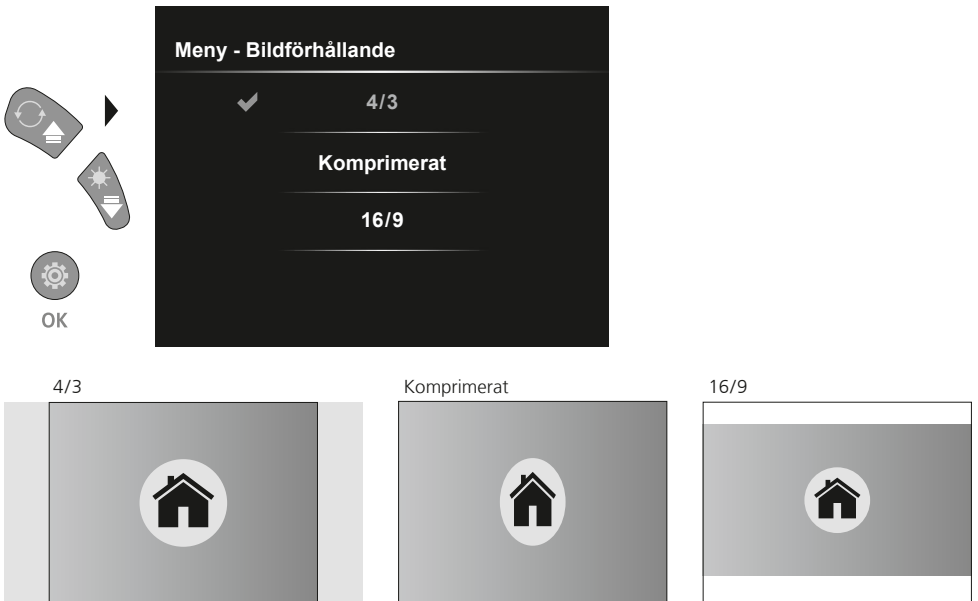 Meny - Bildförhållande
4/3
Komprimerat
16/9
OK
4/3
Komprimerat
16/9